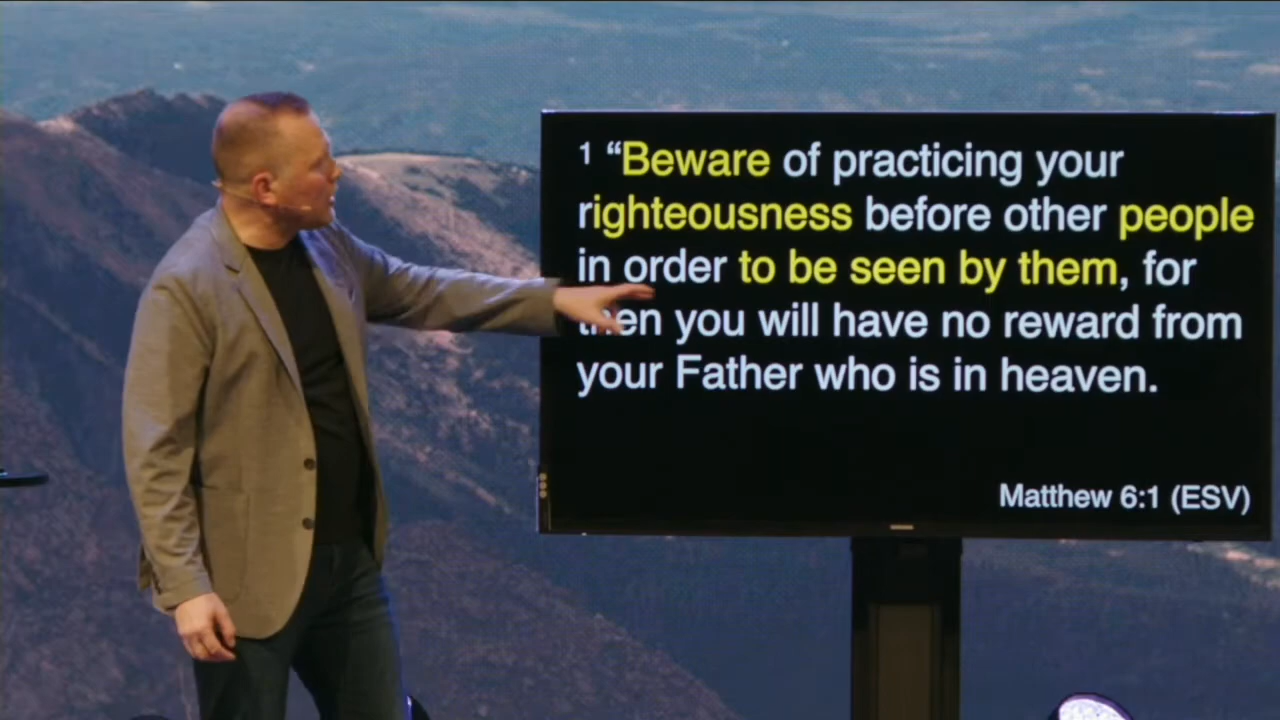 1 "Beware of practicing your
righteousness before other people
in order to be seen by them, for
then you will have no reward from
your Father who is in heaven.
Matthew 6:1 (ESV)